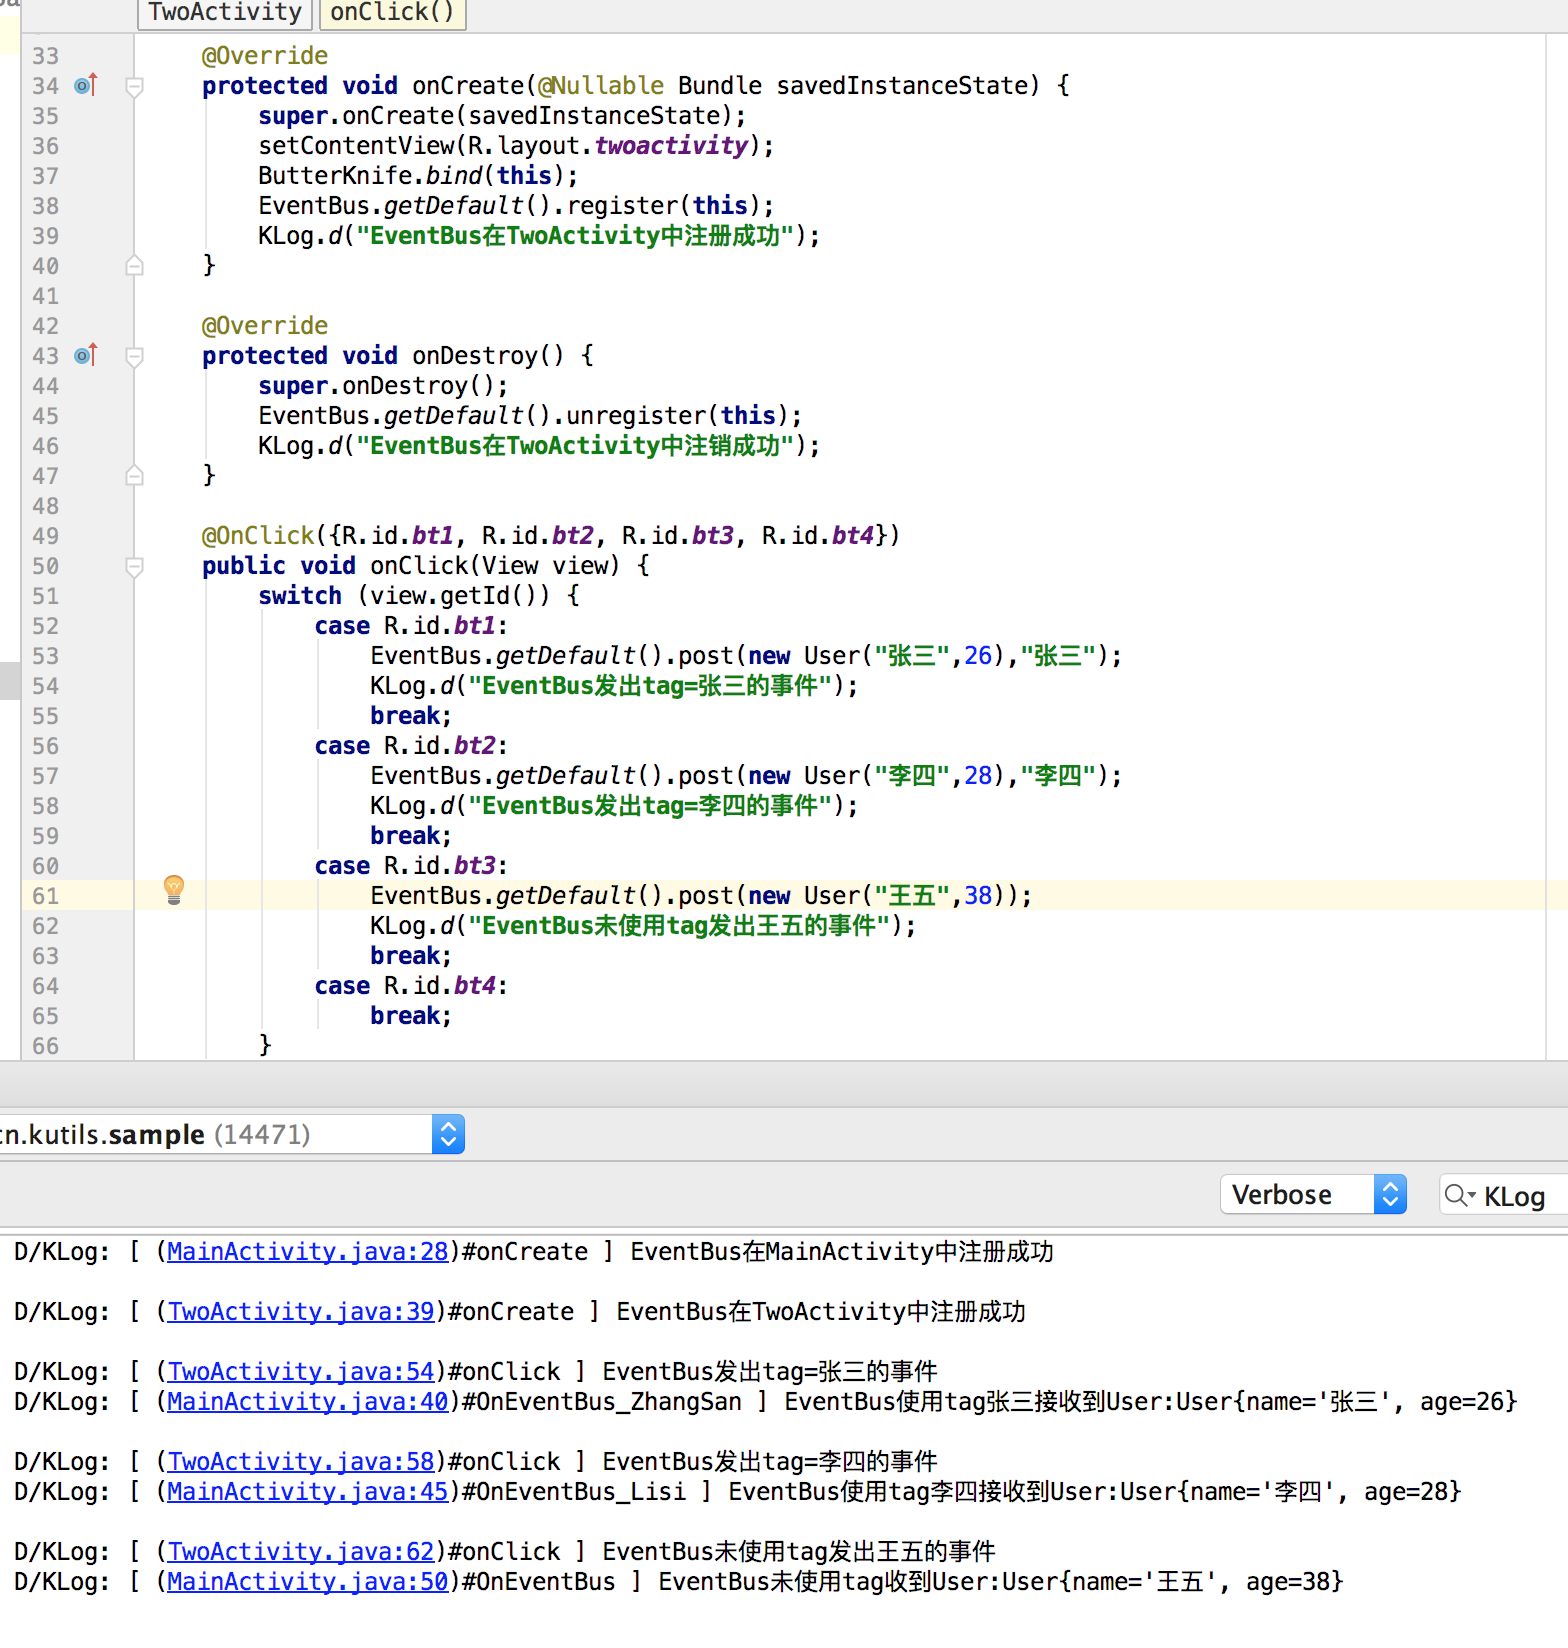 TwoActivity onClick()
33 @Override
34 protected void onCreate(@Nullable Bundle savedInstanceState) {
35 super.onCreate(savedInstanceState);
36 setContentView(R.layout.twoactivity);
37 ButterKnife.bind(this);
38 EventBus.getDefault().register(this);
39 KLog.d("EventBus在TwoActivity中注册成功");
40 }
41
42 @Override
43 protected void onDestroy() {
44 super.onDestroy();
45 EventBus.getDefault().unregister(this);
46 KLog.d("EventBus在TwoActivity中注销成功");
47 }
48
49 @OnClick({R.id.bt1, R.id.bt2, R.id.bt3, R.id.bt4})
50 public void onClick(View view) {
51 switch (view.getId()) {
52 case R.id.bt1:
53 EventBus.getDefault().post(new User("张三",26),"张三");
54 KLog.d("EventBus发出tag=张三的事件");
55 break;
56 case R.id.bt2:
57 EventBus.getDefault().post(new User("李四",28),"李四");
58 KLog.d("EventBus发出tag=李四的事件");
59 break;
60 case R.id.bt3:
61 EventBus.getDefault().post(new User("王五",38));
62 KLog.d("EventBus未使用tag发出王五的事件");
63 break;
64 case R.id.bt4:
65 break;
66 }
cn.kutils.sample (14471)
Verbose KLog
D/KLog: [ (MainActivity.java:28)#onCreate ] EventBus在MainActivity中注册成功
D/KLog: [ (TwoActivity.java:39)#onCreate ] EventBus在TwoActivity中注册成功
D/KLog: [ (TwoActivity.java:54)#onClick ] EventBus发出tag=张三的事件
D/KLog: [ (MainActivity.java:40)#OnEventBus_ZhangSan ] EventBus使用tag张三接收到User:User{name='张三', age=26}
D/KLog: [ (TwoActivity.java:58)#onClick ] EventBus发出tag=李四的事件
D/KLog: [ (MainActivity.java:45)#OnEventBus_Lisi ] EventBus使用tag李四接收到User:User{name='李四', age=28}
D/KLog: [ (TwoActivity.java:62)#onClick ] EventBus未使用tag发出王五的事件
D/KLog: [ (MainActivity.java:50)#OnEventBus ] EventBus未使用tag收到User:User{name='王五', age=38}